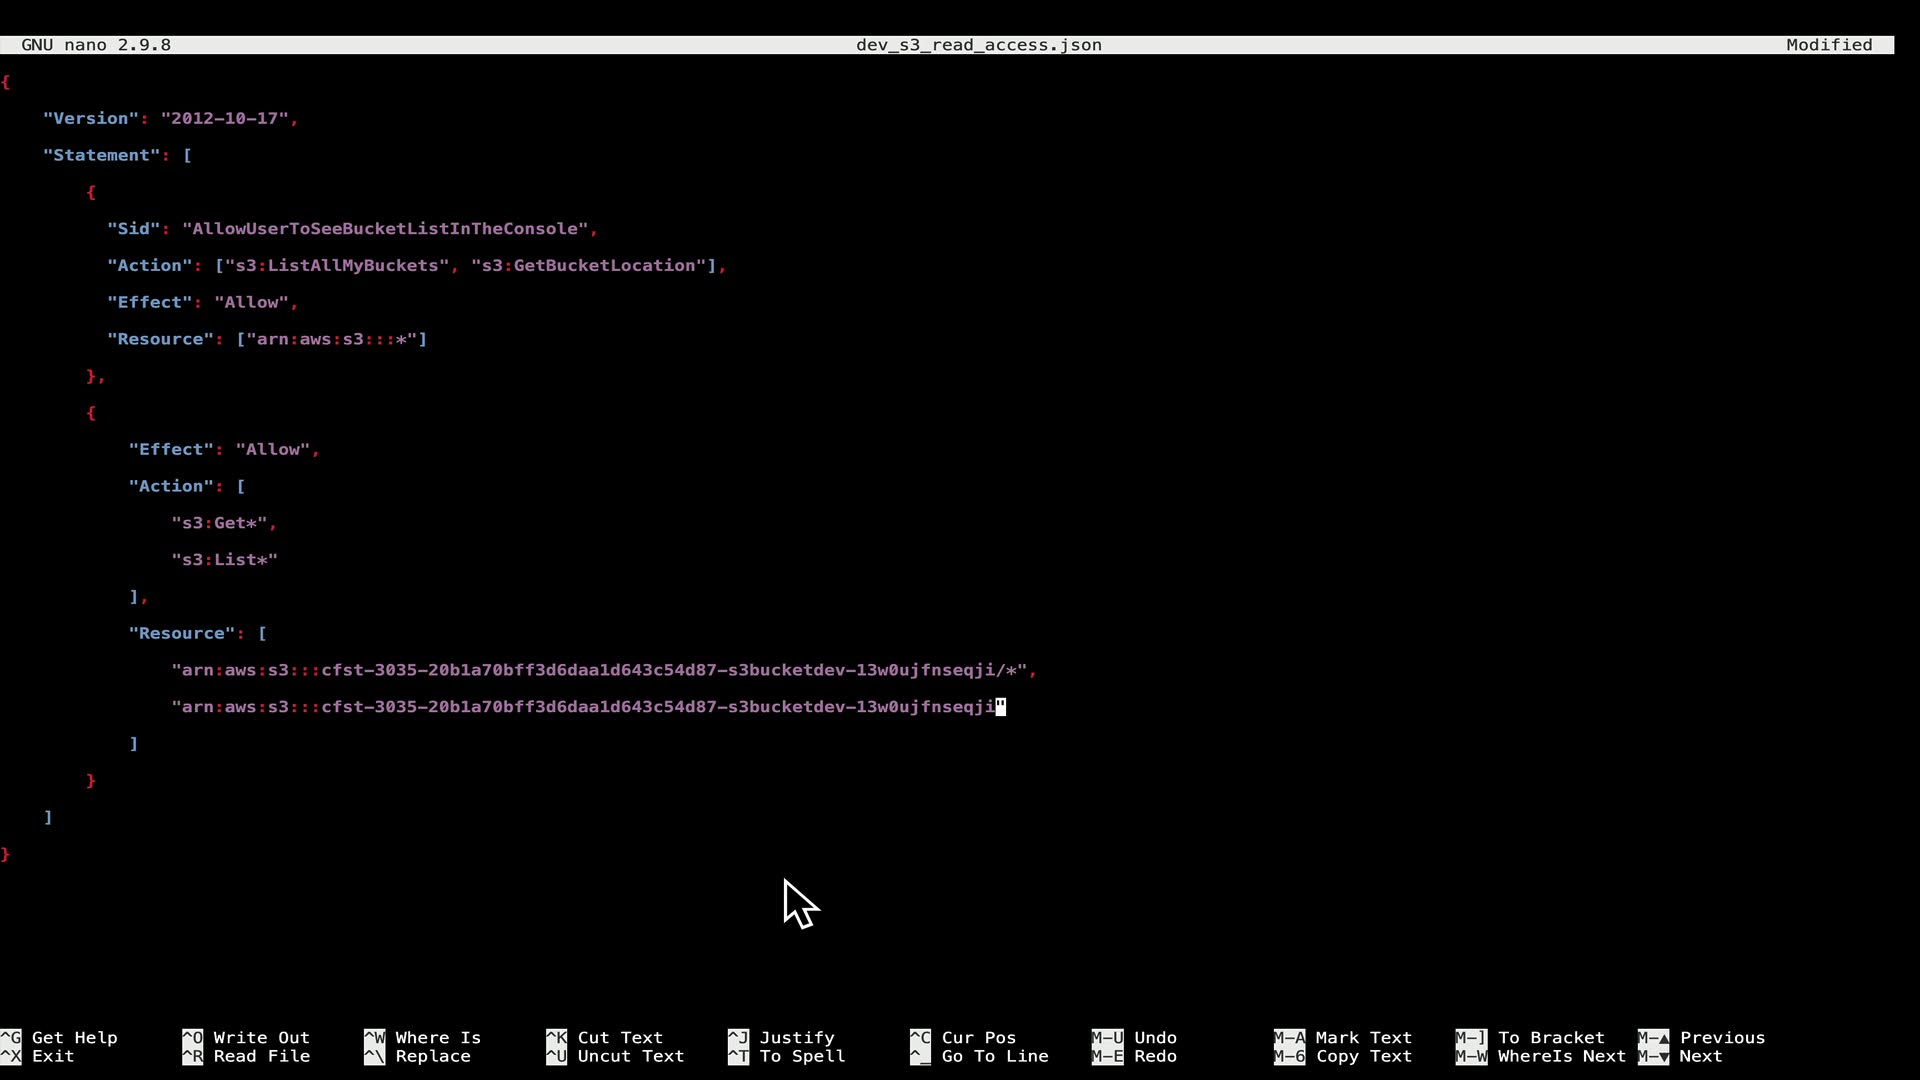 GNU nano 2.9.8 dev_s3_read_access.json Modified
{
"Version": "2012-10-17",
"Statement": [
{
"Sid": "AllowUserToSeeBucketListInTheConsole",
"Action": ["s3:ListAllMyBuckets", "s3:GetBucketLocation"],
"Effect": "Allow",
"Resource": ["arn:aws:s3:::*"]
},
{
"Effect": "Allow",
"Action": [
"s3:Get*",
"s3:List*"
],
"Resource": [
"arn:aws:s3:::cfst-3035-20b1a70bff3d6daa1d643c54d87-s3bucketdev-13w0ujfnseqji/*",
"arn:aws:s3:::cfst-3035-20b1a70bff3d6daa1d643c54d87-s3bucketdev-13w0ujfnseqji"
]
}
]
}
^G Get Help ^O Write Out ^W Where Is ^K Cut Text ^J Justify ^C Cur Pos M-U Undo M-A Mark Text M-] To Bracket M-▲ Previous
^X Exit ^R Read File ^\ Replace ^U Uncut Text ^T To Spell ^_ Go To Line M-E Redo M-6 Copy Text M-W WhereIs Next M-▼ Next